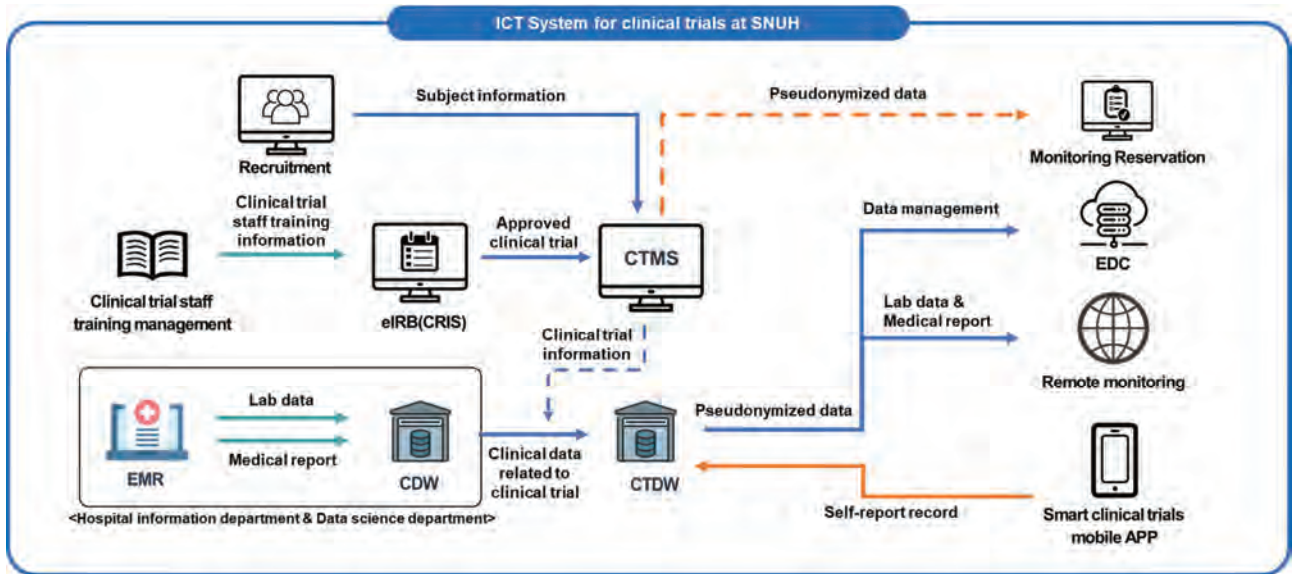 ICT System for clinical trials at SNUH
Subject information
Pseudonymized data
Recruitment
Monitoring Reservation
Clinical trial
staff training
information
Approved
clinical trial
CTMS
Data management
EDC
Clinical trial staff
training management
eIRB(CRIS)
Clinical trial
information
Lab data &
Medical report
Remote monitoring
Lab data
Medical report
EMR
CDW
Clinical data
related to
clinical trial
CTDW
Pseudonymized data
Self-report record
Smart clinical trials
mobile APP
<Hospital information department & Data science department>